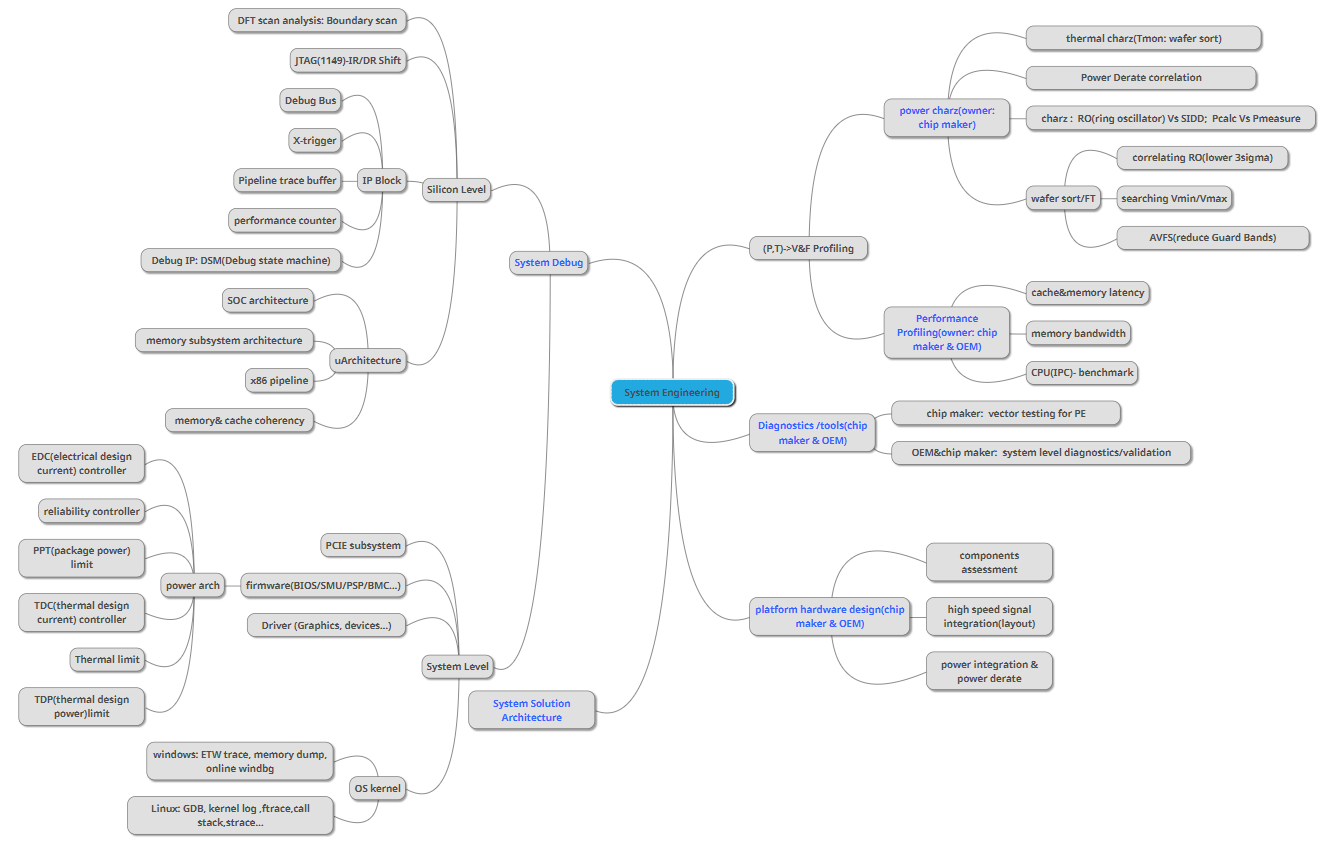 System Engineering
System Debug
Silicon Level
DFT scan analysis: Boundary scan
JTAG(1149)-IR/DR Shift
IP Block
Debug Bus
X-trigger
Pipeline trace buffer
performance counter
Debug IP: DSM(Debug state machine)
uArchitecture
SOC architecture
memory subsystem architecture
x86 pipeline
memory& cache coherency
System Level
PCIE subsystem
firmware(BIOS/SMU/PSP/BMC...)
power arch
EDC(electrical design
current) controller
reliability controller
PPT(package power)
limit
TDC(thermal design
current) controller
Thermal limit
TDP(thermal design
power)limit
Driver (Graphics, devices...)
OS kernel
windows: ETW trace, memory dump,
online windbg
Linux: GDB, kernel log ,ftrace,call
stack,strace...
System Solution
Architecture
(P,T)->V&F Profiling
power charz(owner:
chip maker)
thermal charz(Tmon: wafer sort)
Power Derate correlation
charz : RO(ring oscillator) Vs SIDD; Pcalc Vs Pmeasure
wafer sort/FT
correlating RO(lower 3sigma)
searching Vmin/Vmax
AVFS(reduce Guard Bands)
Performance
Profiling(owner: chip
maker & OEM)
cache&memory latency
memory bandwidth
CPU(IPC)- benchmark
Diagnostics /tools(chip
maker & OEM)
chip maker: vector testing for PE
OEM&chip maker: system level diagnostics/validation
platform hardware design(chip
maker & OEM)
components
assessment
high speed signal
integration(layout)
power integration &
power derate